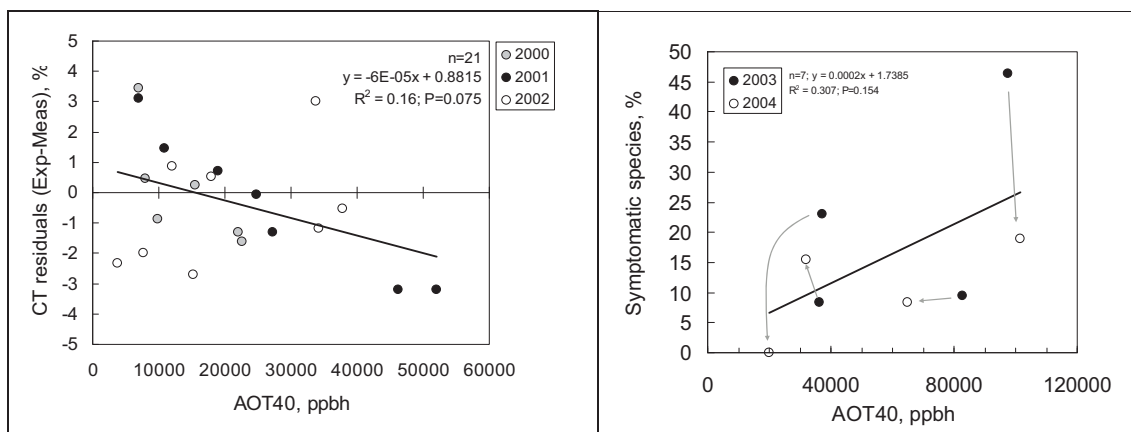 5
4
3
2
1
0
-1
-2
-3
-4
-5
CT residuals (Exp-Meas), %
n=21
y = -6E-05x + 0.8815
R² = 0.16; P=0.075
2000
2001
2002
0 10000 20000 30000 40000 50000 60000
AOT40, ppbh
50
45
40
35
30
25
20
15
10
5
0
Symptomatic species, %
2003
2004
n=7; y = 0.0002x + 1.7385
R² = 0.307; P=0.154
0 40000 80000 120000
AOT40, ppbh